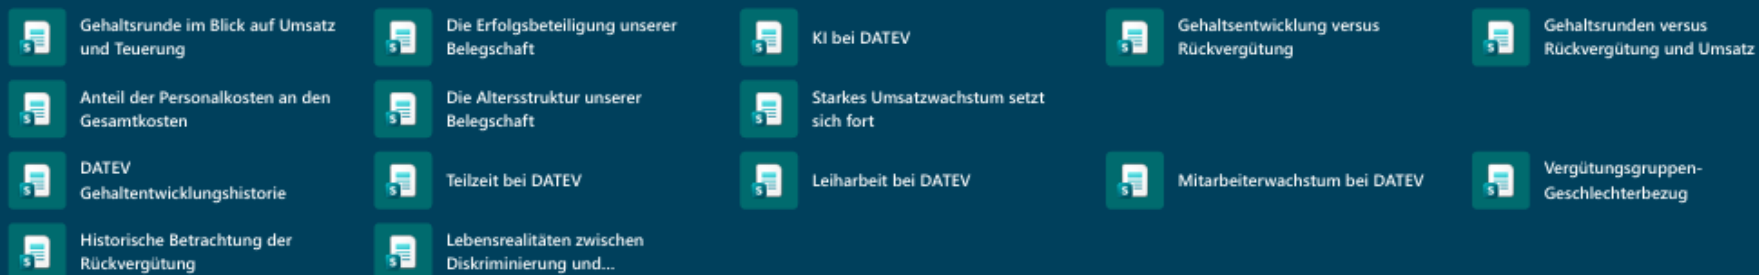 Gehaltsrunde im Blick auf Umsatz
und Teuerung
Die Erfolgsbeteiligung unserer
Belegschaft
KI bei DATEV
Gehaltsentwicklung versus
Rückvergütung
Gehaltsrunden versus
Rückvergütung und Umsatz
Anteil der Personalkosten an den
Gesamtkosten
Die Altersstruktur unserer
Belegschaft
Starkes Umsatzwachstum setzt
sich fort
DATEV
Gehaltentwicklungshistorie
Teilzeit bei DATEV
Leiharbeit bei DATEV
Mitarbeiterwachstum bei DATEV
Vergütungsgruppen-
Geschlechterbezug
Historische Betrachtung der
Rückvergütung
Lebensrealitäten zwischen
Diskriminierung und...